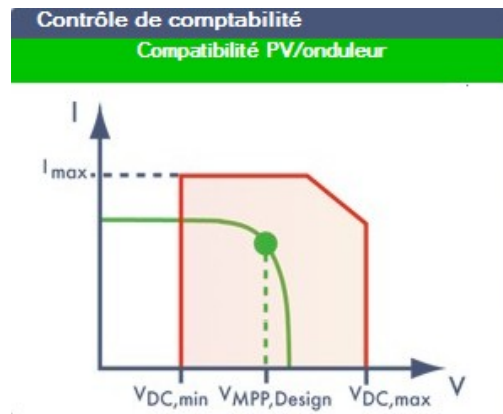 Contrôle de comptabilité
Compatibilité PV/onduleur
I
Imax
V
VDC,min VMPP,Design VDC,max